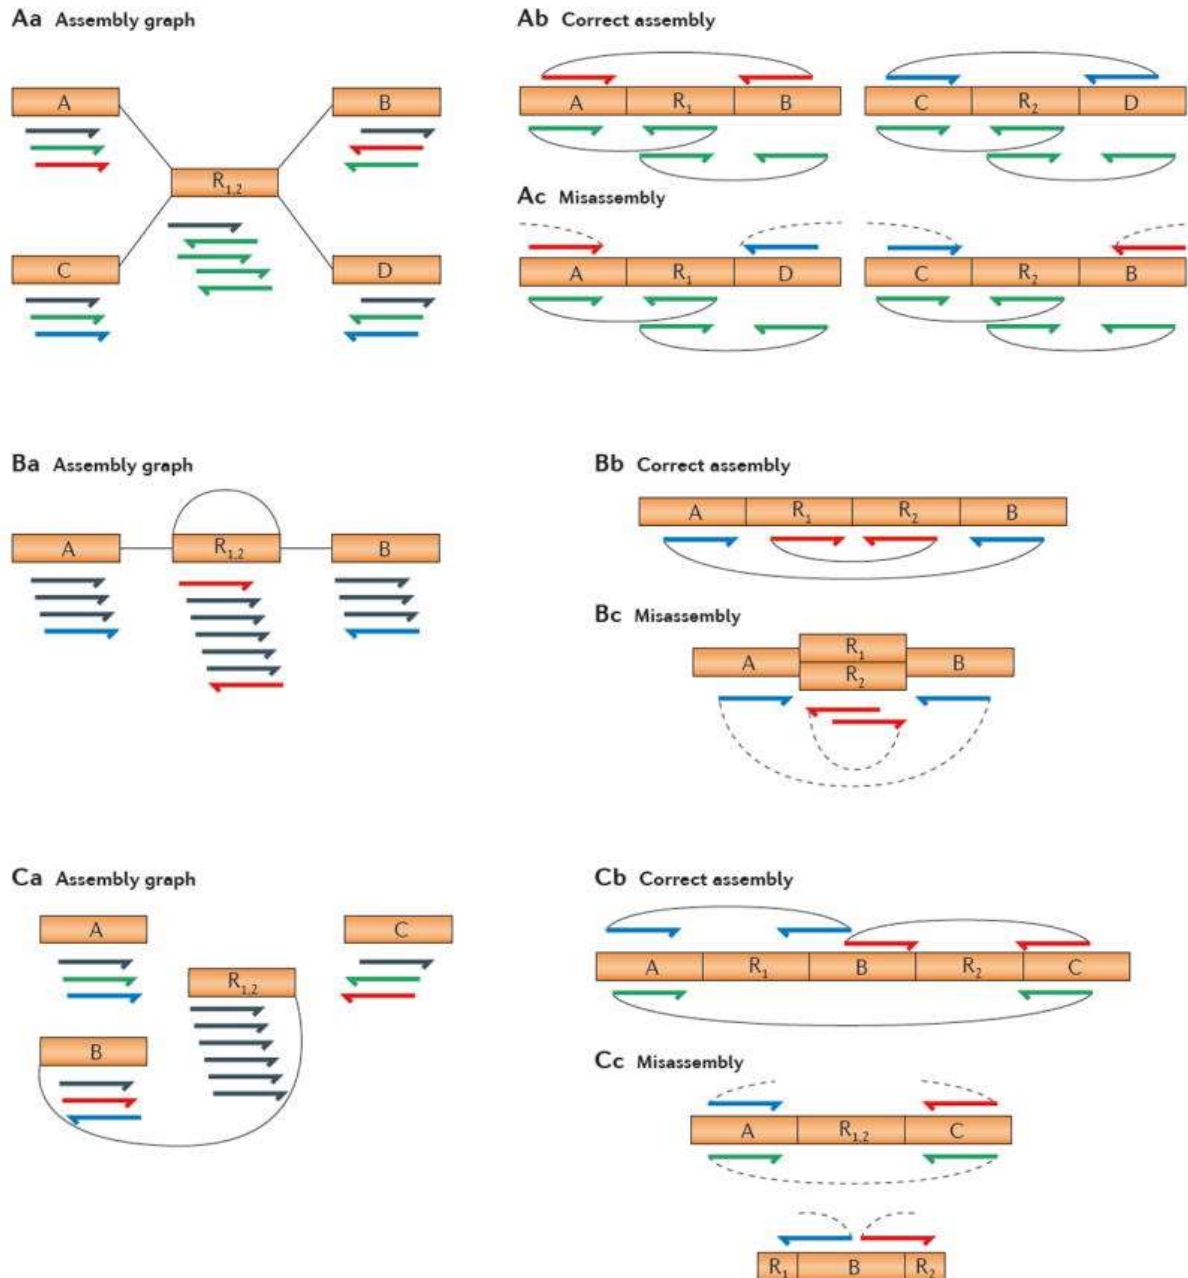 Aa Assembly graph
A
B
R1,2
C
D
Ab Correct assembly
A R1 B
C R2 D
Ac Misassembly
A R1 D
C R2 B
Ba Assembly graph
A R1,2 B
Bb Correct assembly
A R1 R2 B
Bc Misassembly
R1
A B
R2
Ca Assembly graph
A
C
R1,2
B
Cb Correct assembly
A R1 B R2 C
Cc Misassembly
A R1,2 C
R1 B R2